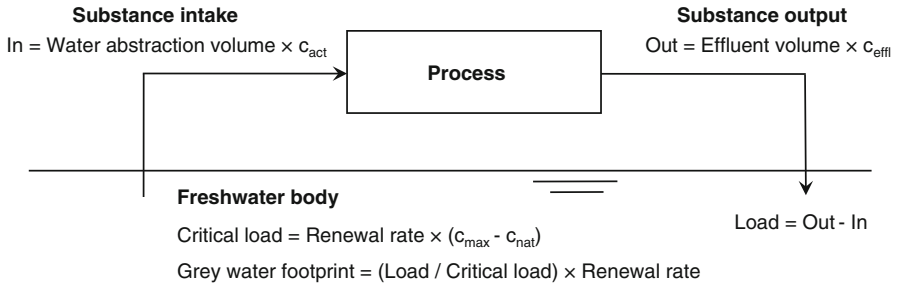 Substance intake
In = Water abstraction volume × c_act
Substance output
Out = Effluent volume × c_effl
Process
Freshwater body
Critical load = Renewal rate × (c_max - c_nat)
Grey water footprint = (Load / Critical load) × Renewal rate
Load = Out - In